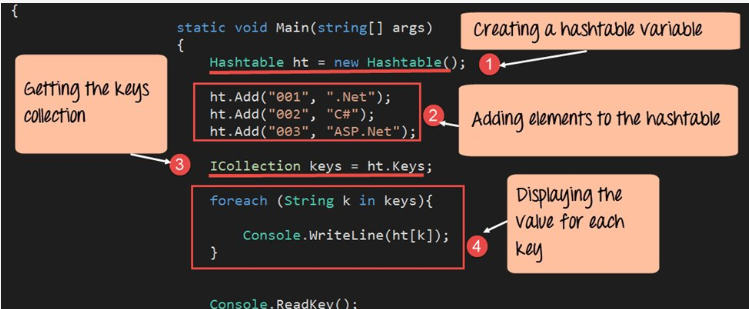 {
static void Main(string[] args)
{
Creating a hashtable variable
Hashtable ht = new Hashtable();
1
Getting the keys
collection
ht.Add("001", ".Net");
ht.Add("002", "C#");
ht.Add("003", "ASP.Net");
2
Adding elements to the hashtable
3
ICollection keys = ht.Keys;
foreach (String k in keys){
Console.WriteLine(ht[k]);
}
4
Displaying the
value for each
key
Console.ReadKey();